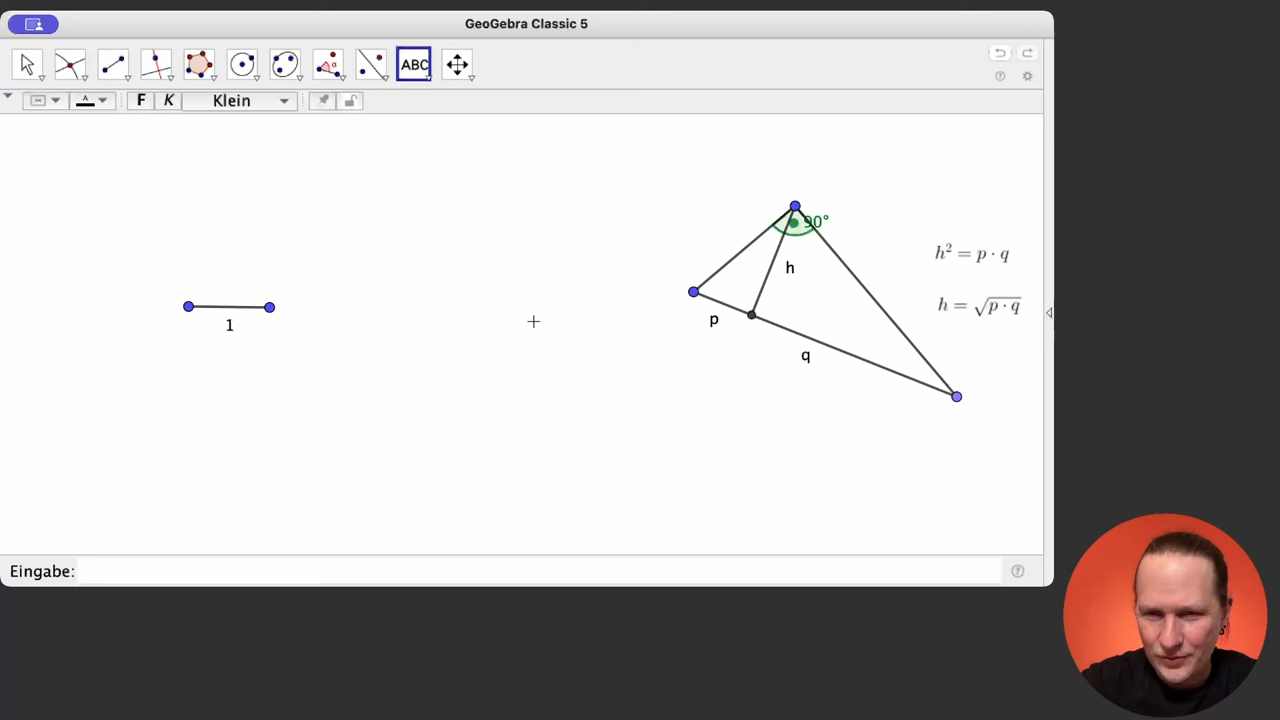 GeoGebra Classic 5
ABC
F K Klein
90°
h
h² = p · q
h = √(p · q)
1
p
q
Eingabe: